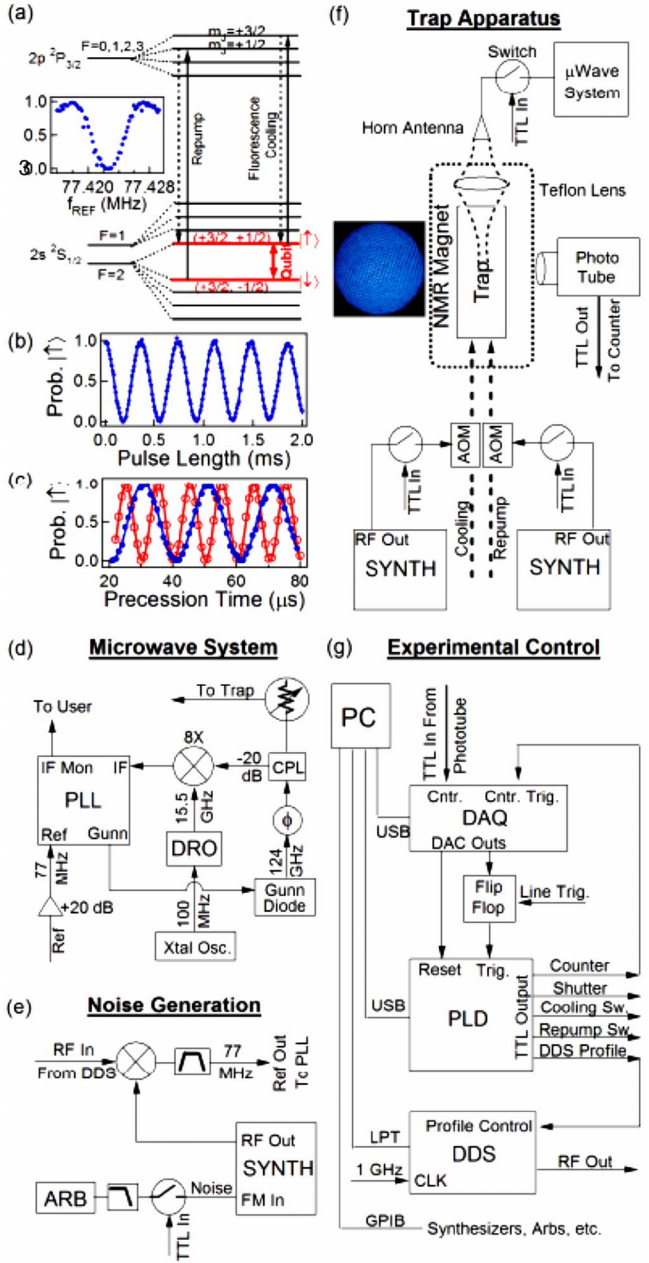 (a)
2p ²P3/2
F=0,1,2,3
mJ=+3/2
mJ=+1/2
1.0
0.5
0.0
77.420 77.428
fREF (MHz)
Repump
Fluorescence
Cooling
F=1
2s ²S1/2
F=2
(+3/2, +1/2)
|↑⟩
Qubit
(+3/2, -1/2)
|↓⟩
(b)
Prob. |↑⟩
1.0
0.5
0.0
0.0 0.5 1.0 1.5 2.0
Pulse Length (ms)
Prob. |↑
1.0
0.5
0.0
20 40 60 80
Precession Time (μs)
(f) Trap Apparatus
Switch
μWave
System
TTL In
Horn Antenna
Teflon Lens
NMR Magnet
Trap
Photo
Tube
TTL Out
To Counter
AOM
AOM
TTL In
TTL In
Cooling
Repump
RF Out
SYNTH
RF Out
SYNTH
(d) Microwave System
To Trap
To User
8X
-20
dB
CPL
IF Mon IF
PLL
Ref Gunn
15.5
GHz
ϕ
DRO
124
GHz
77
MHz
Gunn
Diode
+20 dB
100
MHz
Ref
Xtal Osc.
(e) Noise Generation
RF In
From DDS
77
MHz
Ref Out
To PLL
RF Out
SYNTH
FM In
ARB
Noise
TTL In
(g) Experimental Control
PC
TTL In From
Phototube
Cntr. Cntr. Trig.
DAQ
DAC Outs
USB
Flip
Flop
Line Trig.
Reset Trig.
PLD
TTL Output
USB
Counter
Shutter
Cooling Sw.
Repump Sw.
DDS Profile
Profile Control
DDS
CLK
LPT
1 GHz
RF Out
GPIB
Synthesizers, Arbs, etc.